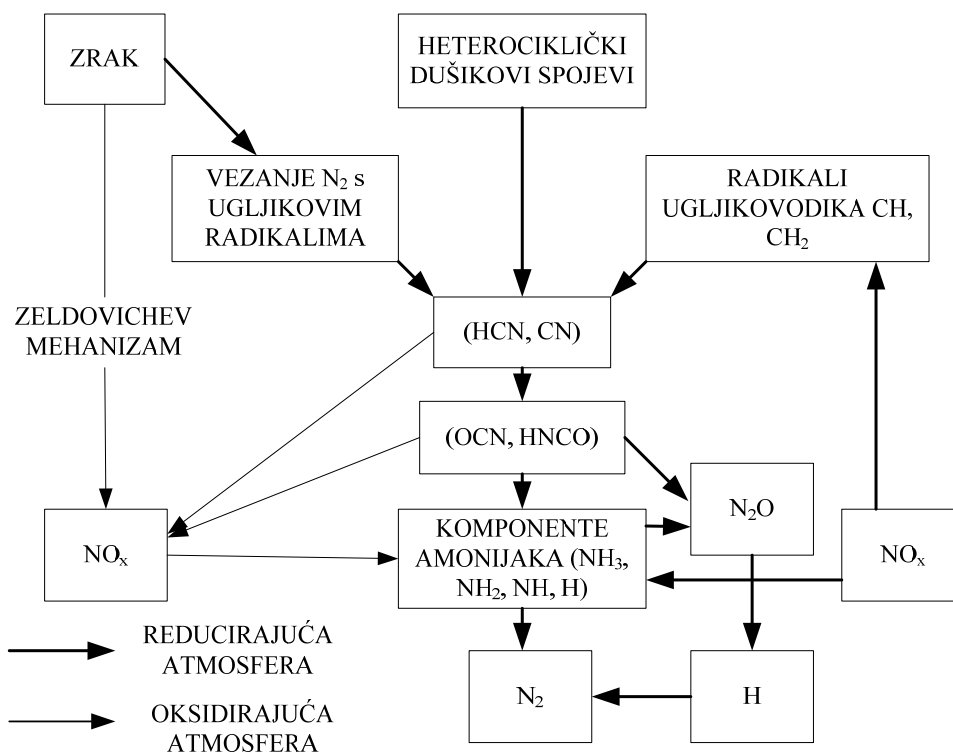 ZRAK
HETEROCIKLIČKI
DUŠIKOVI SPOJEVI
VEZANJE N₂ s
UGLJIKOVIM
RADIKALIMA
RADIKALI
UGLJIKOVODIKA CH,
CH₂
ZELDOVICHEV
MEHANIZAM
(HCN, CN)
(OCN, HNCO)
N₂O
NOₓ
KOMPONENTE
AMONIJAKA (NH₃,
NH₂, NH, H)
NOₓ
REDUCIRAJUĆA
ATMOSFERA
N₂
H
OKSIDIRAJUĆA
ATMOSFERA